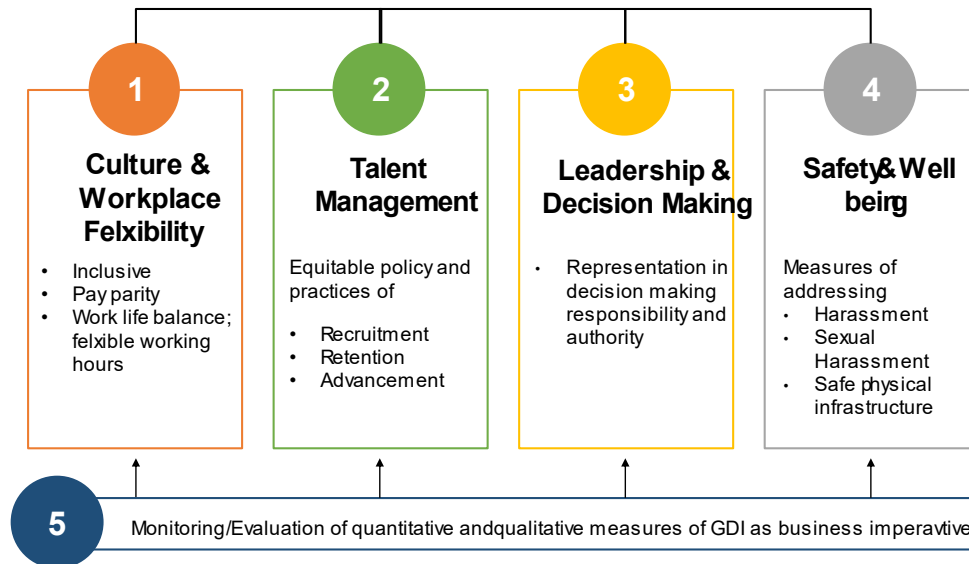 1
Culture &
Workplace
Felxibility
• Inclusive
• Pay parity
• Work life balance;
felxible working
hours
2
Talent
Management
Equitable policy and
practices of
• Recruitment
• Retention
• Advancement
3
Leadership &
Decision Making
• Representation in
decision making
responsibility and
authority
4
Safety& Well
being
Measures of
addressing
• Harassment
• Sexual
Harassment
• Safe physical
infrastructure
5
Monitoring/Evaluation of quantitative andqualitative measures of GDI as business imperavtive